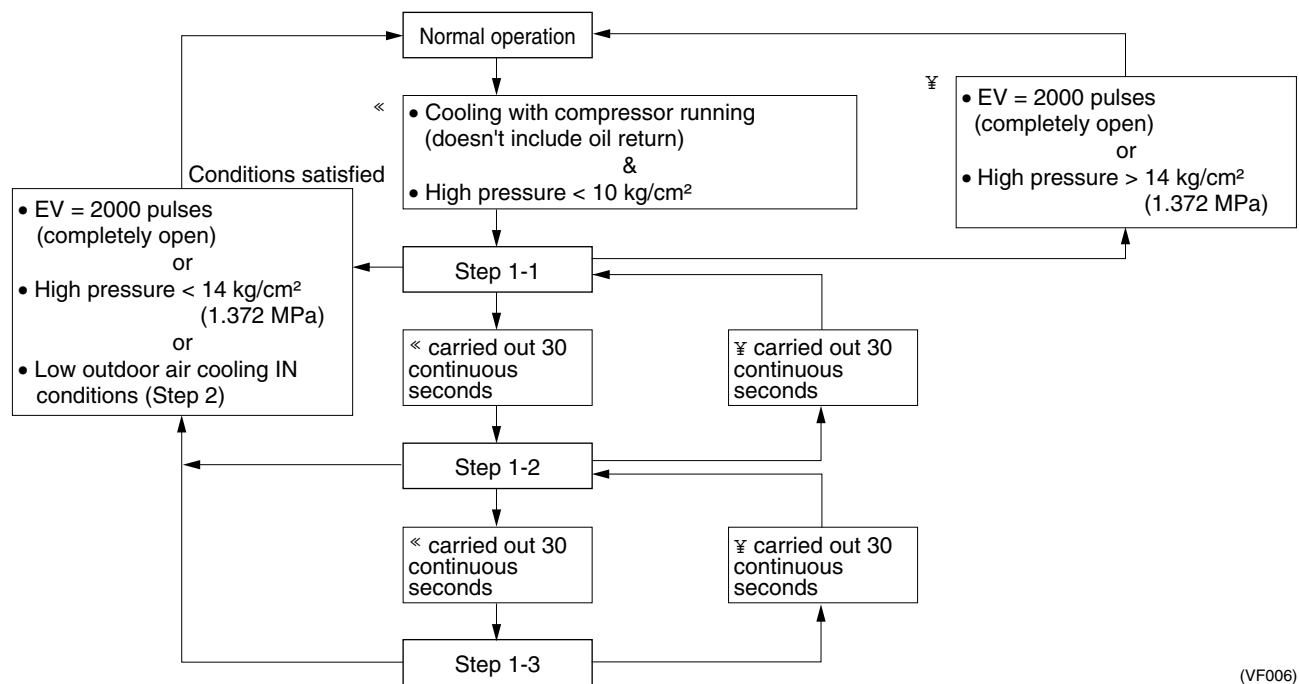 Normal operation
≪
• Cooling with compressor running
(doesn't include oil return)
&
• High pressure < 10 kg/cm²
¥
• EV = 2000 pulses
(completely open)
or
• High pressure > 14 kg/cm²
(1.372 MPa)
Conditions satisfied
• EV = 2000 pulses
(completely open)
or
• High pressure < 14 kg/cm²
(1.372 MPa)
or
• Low outdoor air cooling IN
conditions (Step 2)
Step 1-1
≪ carried out 30
continuous
seconds
¥ carried out 30
continuous
seconds
Step 1-2
≪ carried out 30
continuous
seconds
¥ carried out 30
continuous
seconds
Step 1-3
(VF006)